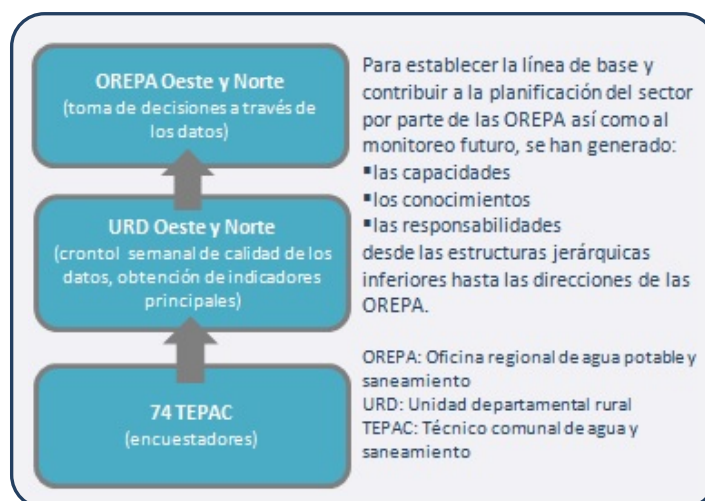 OREPA Oeste y Norte
(toma de decisiones a través de
los datos)
URD Oeste y Norte
(crontol semanal de calidad de los
datos, obtención de indicadores
principales)
74 TEPAC
(encuestadores)
Para establecer la línea de base y
contribuir a la planificación del sector
por parte de las OREPA así como al
monitoreo futuro, se han generado:
▪las capacidades
▪los conocimientos
▪las responsabilidades
desde las estructuras jerárquicas
inferiores hasta las direcciones de las
OREPA.
OREPA: Oficina regional de agua potable y
saneamiento
URD: Unidad departamental rural
TEPAC: Técnico comunal de agua y
saneamiento